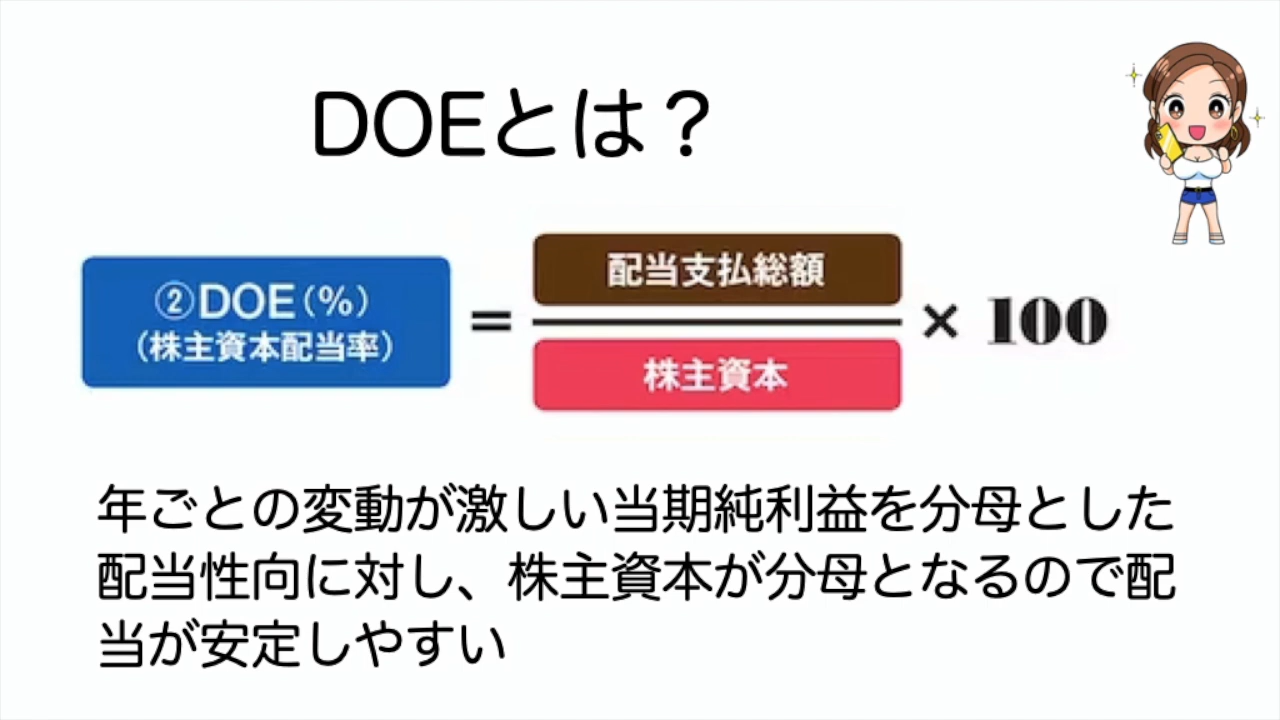 DOEとは？
②DOE(%)
(株主資本配当率)
=
配当支払総額
株主資本
× 100
年ごとの変動が激しい当期純利益を分母とした
配当性向に対し、株主資本が分母となるので配
当が安定しやすい